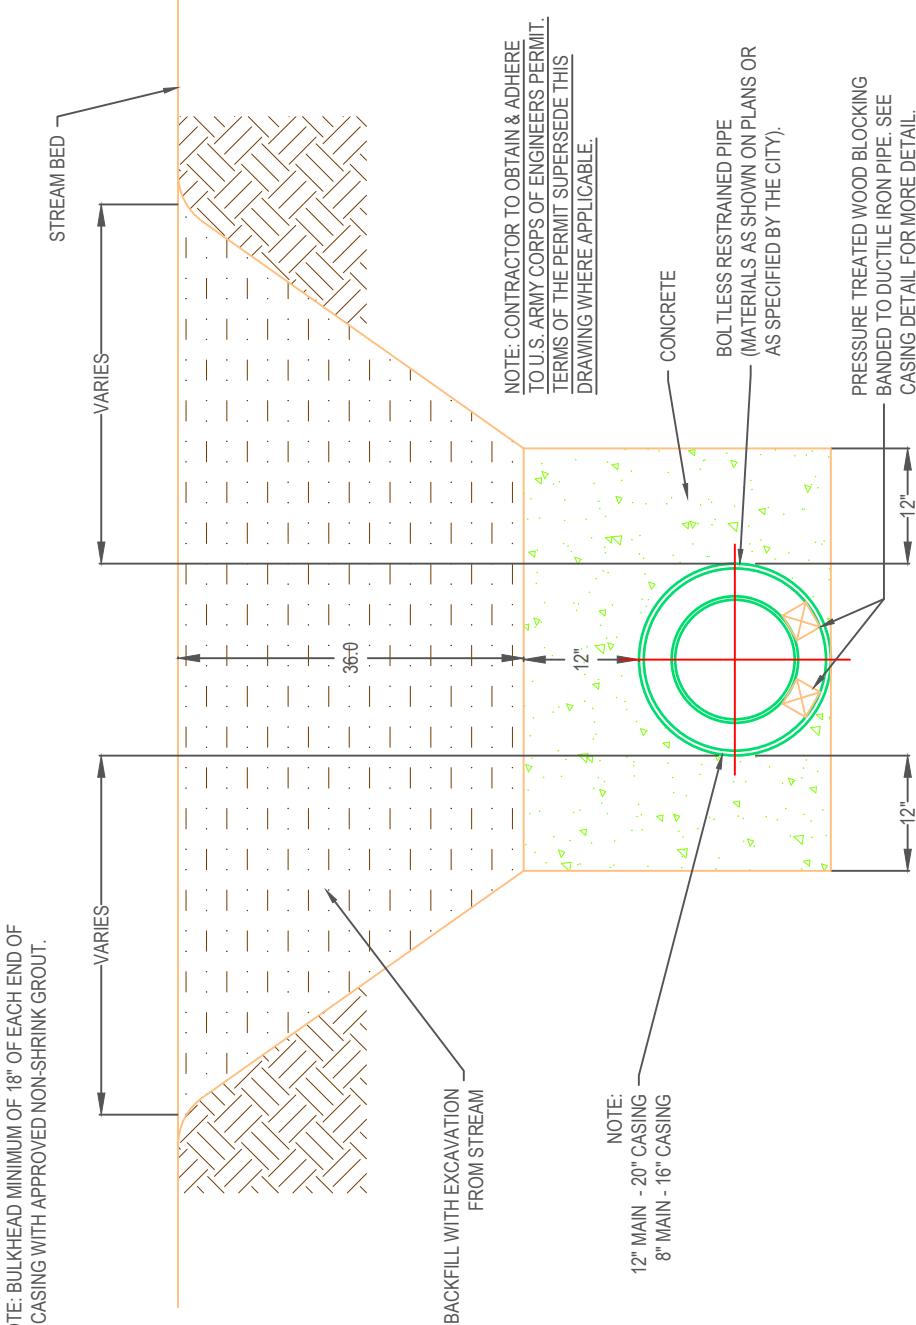 BULKHEAD MINIMUM OF 18" OF EACH END OF
CASING WITH APPROVED NON-SHRINK GROUT.
STREAM BED
VARIES
VARIES
36.0
12"
12"
12"
BACKFILL WITH EXCAVATION
FROM STREAM
NOTE: CONTRACTOR TO OBTAIN & ADHERE
TO U.S. ARMY CORPS OF ENGINEERS PERMIT.
TERMS OF THE PERMIT SUPERSEDE THIS
DRAWING WHERE APPLICABLE.
CONCRETE
BOLTLESS RESTRAINED PIPE
(MATERIALS AS SHOWN ON PLANS OR
AS SPECIFIED BY THE CITY).
NOTE:
12" MAIN - 20" CASING
8" MAIN - 16" CASING
PRESSURE TREATED WOOD BLOCKING
BANDED TO DUCTILE IRON PIPE. SEE
CASING DETAIL FOR MORE DETAIL.